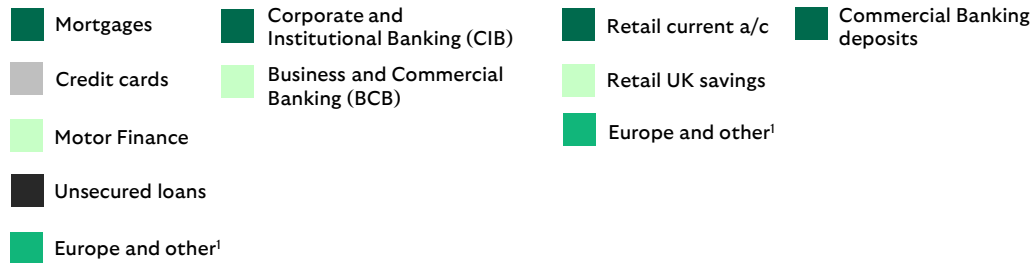 Mortgages
Credit cards
Motor Finance
Unsecured loans
Europe and other¹
Corporate and
Institutional Banking (CIB)
Business and Commercial
Banking (BCB)
Retail current a/c
Retail UK savings
Europe and other¹
Commercial Banking
deposits